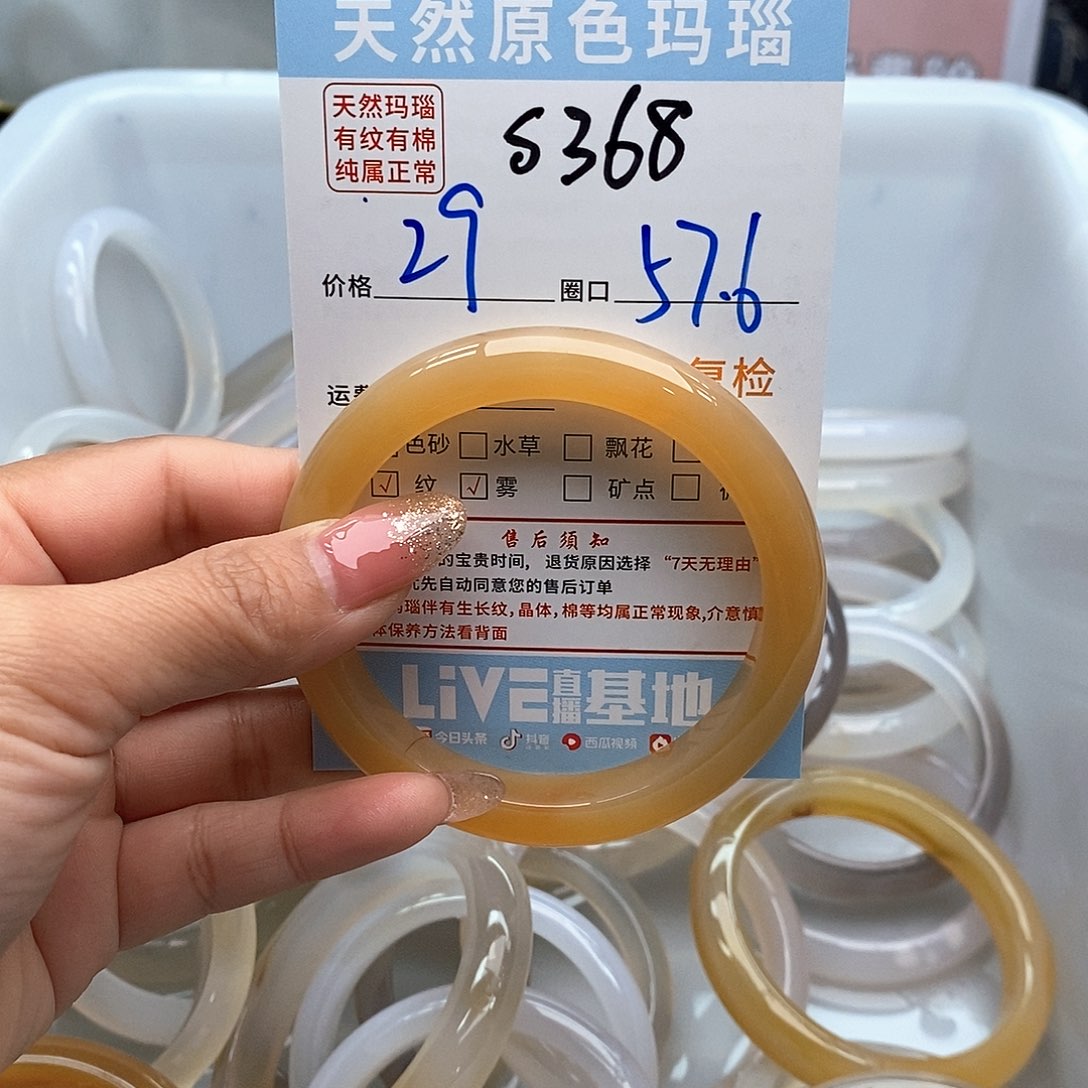 天然原色玛瑙
天然玛瑙
有纹有棉
纯属正常
S368
价格 29 圈口 57.6
运费 复检
色砂 水草 飘花
√ 纹 √ 雾 矿点
售后须知
的宝贵时间，退货原因选择“7天无理由”
优先自动同意您的售后订单
玛瑙伴有生长纹,晶体,棉等均属正常现象,介意慎
体保养方法看背面
LiVE直播基地
今日头条 抖音 西瓜视频